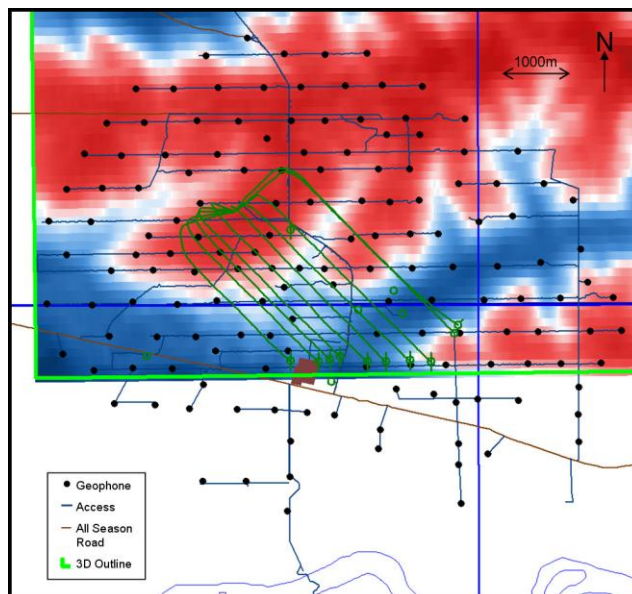 1000m
N
Geophone
Access
All Season
Road
3D Outline